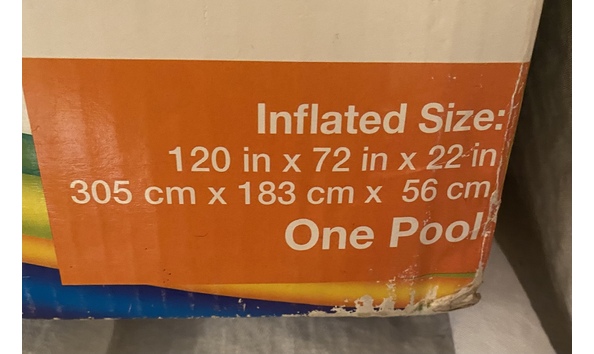 Inflated Size:
120 in x 72 in x 22 in
305 cm x 183 cm x 56 cm
One Pool